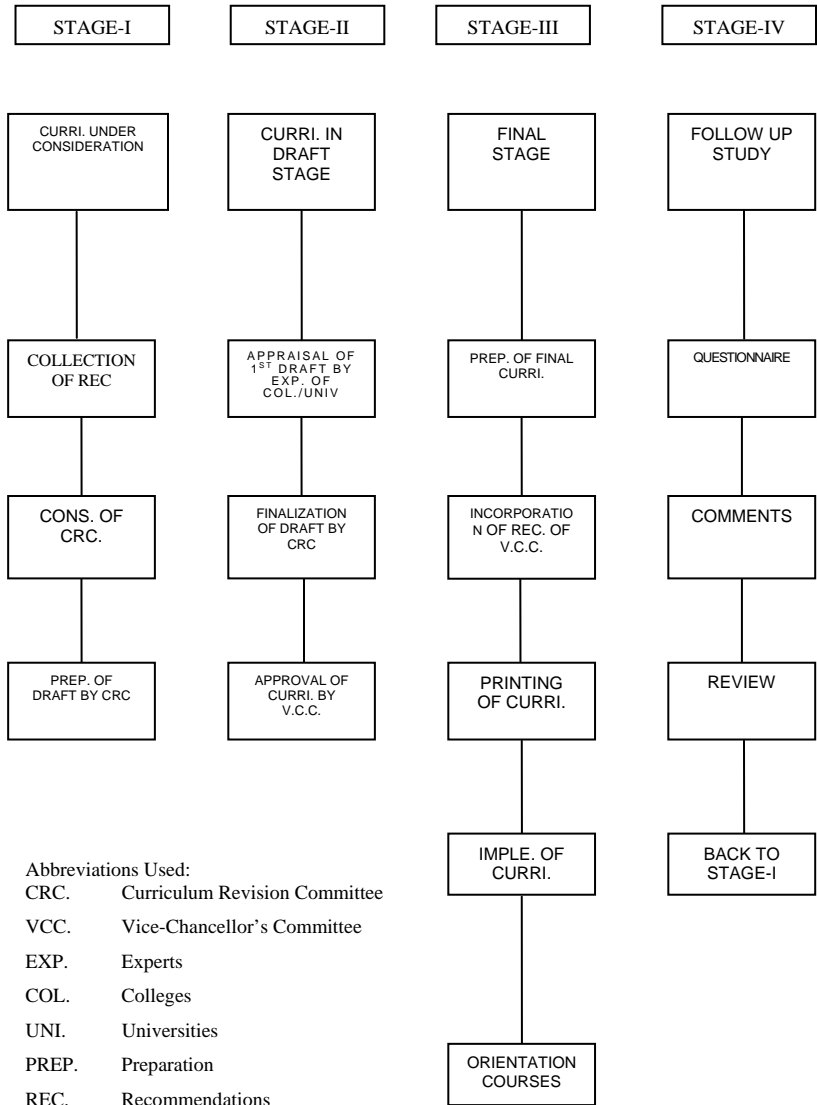 STAGE-I
STAGE-II
STAGE-III
STAGE-IV
CURRI. UNDER
CONSIDERATION
CURRI. IN
DRAFT
STAGE
FINAL
STAGE
FOLLOW UP
STUDY
COLLECTION
OF REC
APPRAISAL OF
1ST DRAFT BY
EXP. OF
COL./UNIV
PREP. OF FINAL
CURRI.
QUESTIONNAIRE
CONS. OF
CRC.
FINALIZATION
OF DRAFT BY
CRC
INCORPORATIO
N OF REC. OF
V.C.C.
COMMENTS
PREP. OF
DRAFT BY CRC
APPROVAL OF
CURRI. BY
V.C.C.
PRINTING
OF CURRI.
REVIEW
IMPLE. OF
CURRI.
BACK TO
STAGE-I
Abbreviations Used:
CRC. Curriculum Revision Committee
VCC. Vice-Chancellor’s Committee
EXP. Experts
COL. Colleges
UNI. Universities
PREP. Preparation
REC. Recommendations
ORIENTATION
COURSES